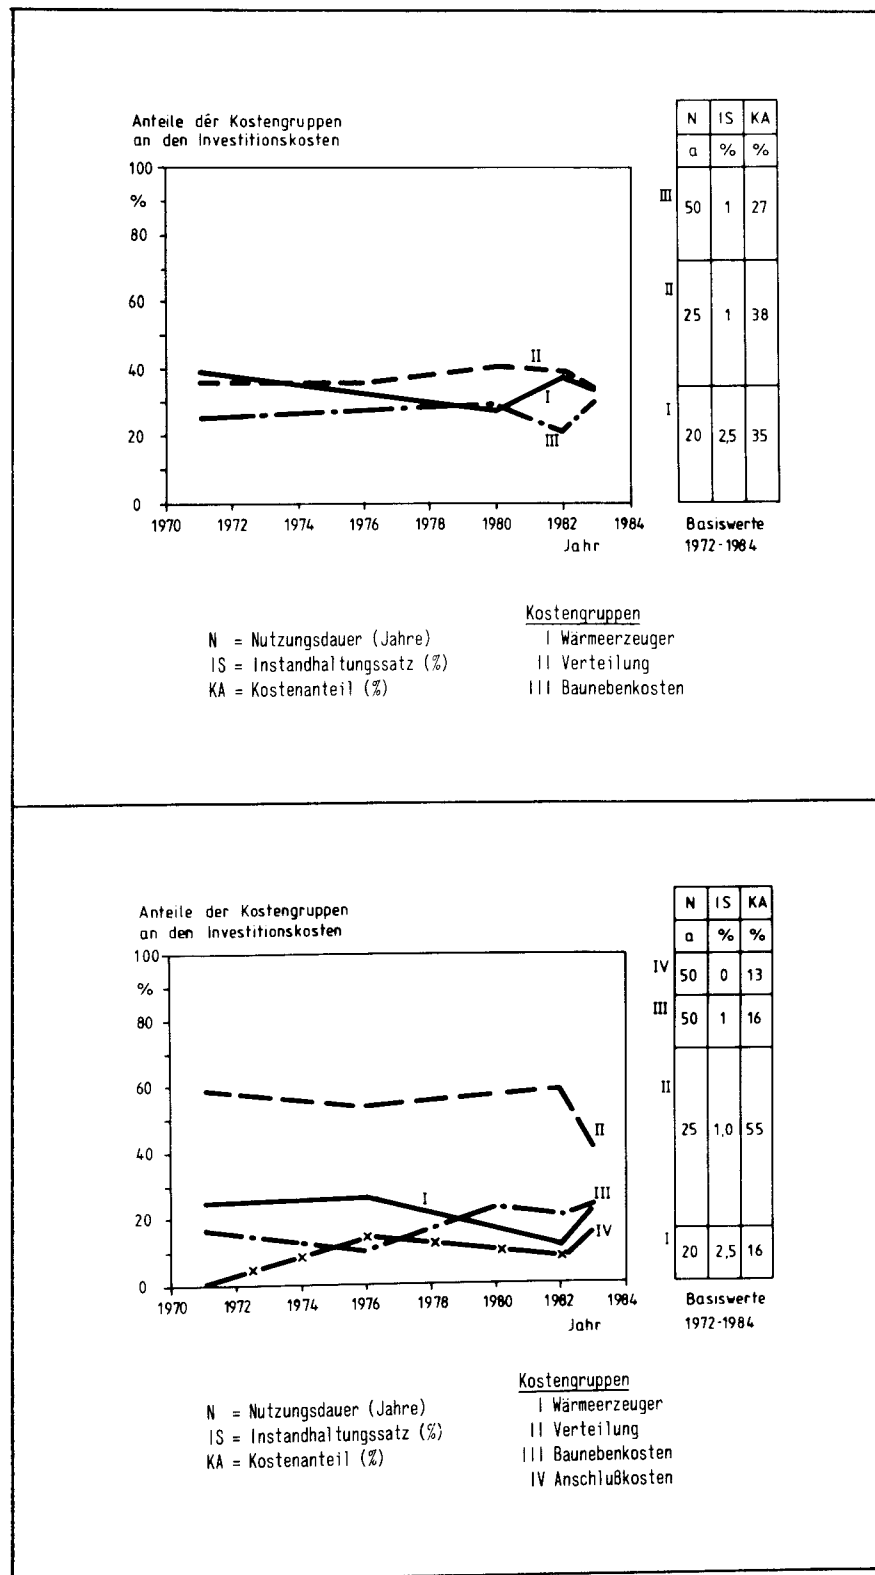 Anteile der Kostengruppen
an den Investitionskosten
100
%
80
60
40
20
0
1970 1972 1974 1976 1978 1980 1982 1984
Jahr
II
I
III
N IS KA
a % %
III 50 1 27
II 25 1 38
I 20 2,5 35
Basiswerte
1972-1984
N = Nutzungsdauer (Jahre)
IS = Instandhaltungssatz (%)
KA = Kostenanteil (%)
Kostengruppen
I Wärmeerzeuger
II Verteilung
III Baunebenkosten
Anteile der Kostengruppen
an den Investitionskosten
100
%
80
60
40
20
0
1970 1972 1974 1976 1978 1980 1982 1984
Jahr
II
I
III
IV
N IS KA
a % %
IV 50 0 13
III 50 1 16
II 25 1,0 55
I 20 2,5 16
Basiswerte
1972-1984
N = Nutzungsdauer (Jahre)
IS = Instandhaltungssatz (%)
KA = Kostenanteil (%)
Kostengruppen
I Wärmeerzeuger
II Verteilung
III Baunebenkosten
IV Anschlußkosten